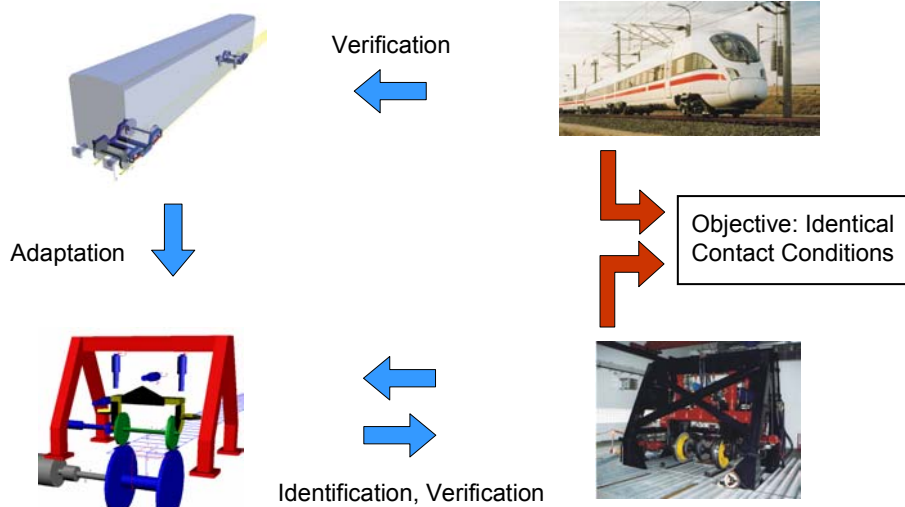 Verification
Adaptation
Objective: Identical
Contact Conditions
Identification, Verification